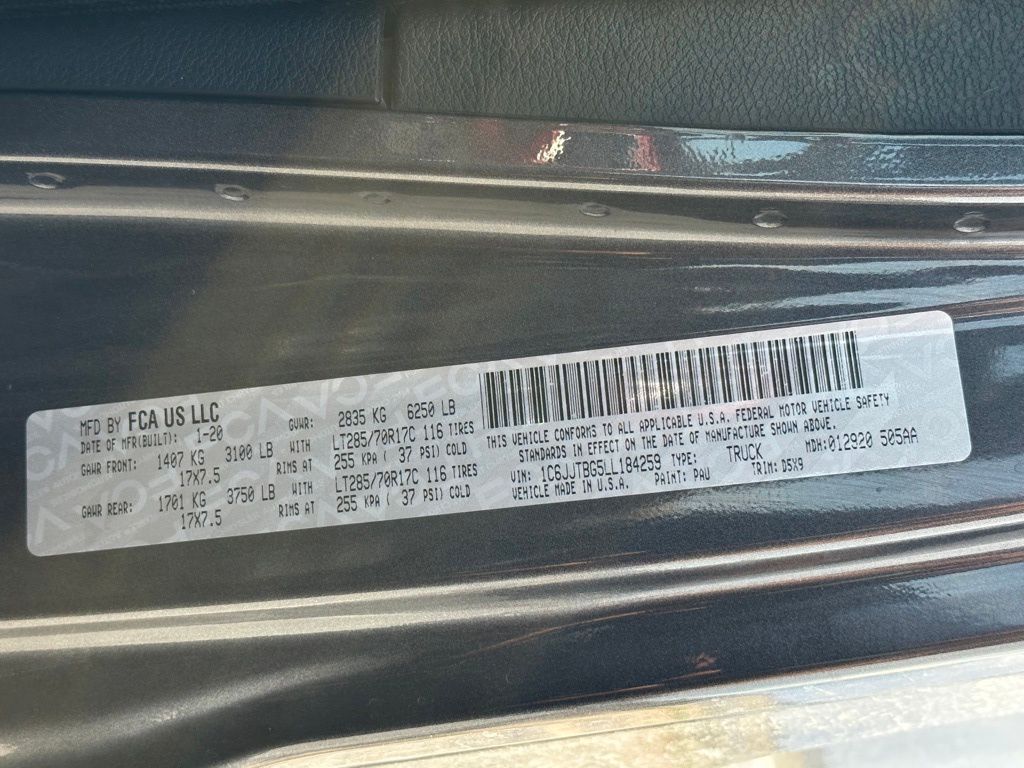 MFD BY FCA US LLC
DATE OF MFR(BUILT): 1-20 GVWR: 2835 KG 6250 LB
GAWR FRONT: 1407 KG 3100 LB WITH LT285/70R17C 116 TIRES
17X7.5 RIMS AT 255 KPA ( 37 PSI) COLD
GAWR REAR: 1701 KG 3750 LB WITH LT285/70R17C 116 TIRES
17X7.5 RIMS AT 255 KPA ( 37 PSI) COLD
THIS VEHICLE CONFORMS TO ALL APPLICABLE U.S.A. FEDERAL MOTOR VEHICLE SAFETY
STANDARDS IN EFFECT ON THE DATE OF MANUFACTURE SHOWN ABOVE.
MDH:012920 505AA
VIN: 1C6JJTBG5LL184259 TYPE: TRUCK
VEHICLE MADE IN U.S.A. PAINT: PAU TRIM: D5X9